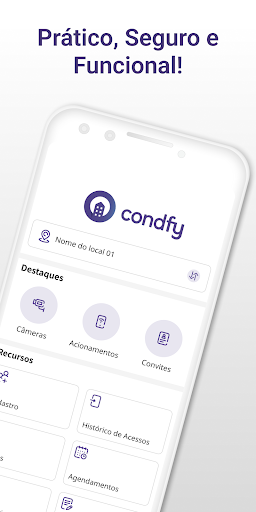 Prático, Seguro e
Funcional!
condfy
Nome do local 01
Destaques
Câmeras
Acionamentos
Convites
Recursos
dastro
Histórico de Acessos
s
Agendamentos